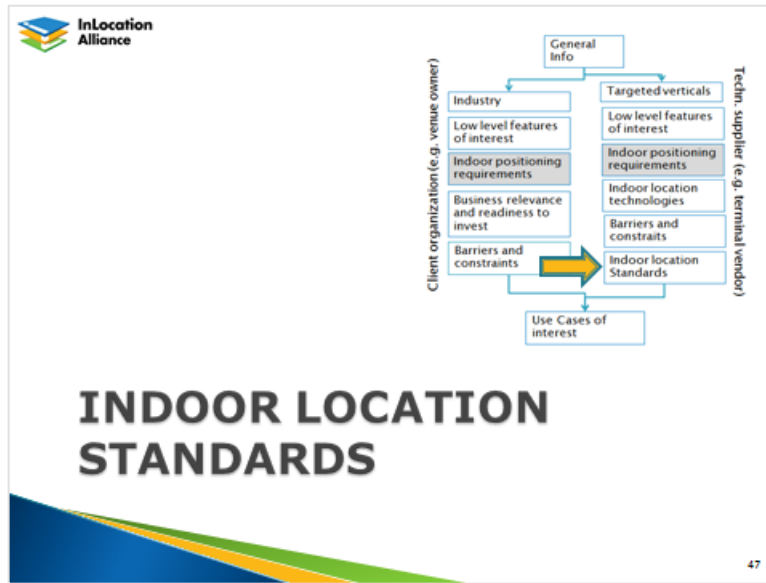 InLocation
Alliance
General
Info
Client organization(e.g. venue owner)
Industry
Low level features
of interest
Indoor positioning
requirements
Business relevance
and readiness to
invest
Barriers and
constraints
Targeted verticals
Low level features
of interest
Indoor positioning
requirements
Indoor location
technologies
Barriers and
constraits
Indoor location
Standards
Techn. supplier (e.g. terminal vendor)
Use Cases of
interest
INDOOR LOCATION
STANDARDS
47